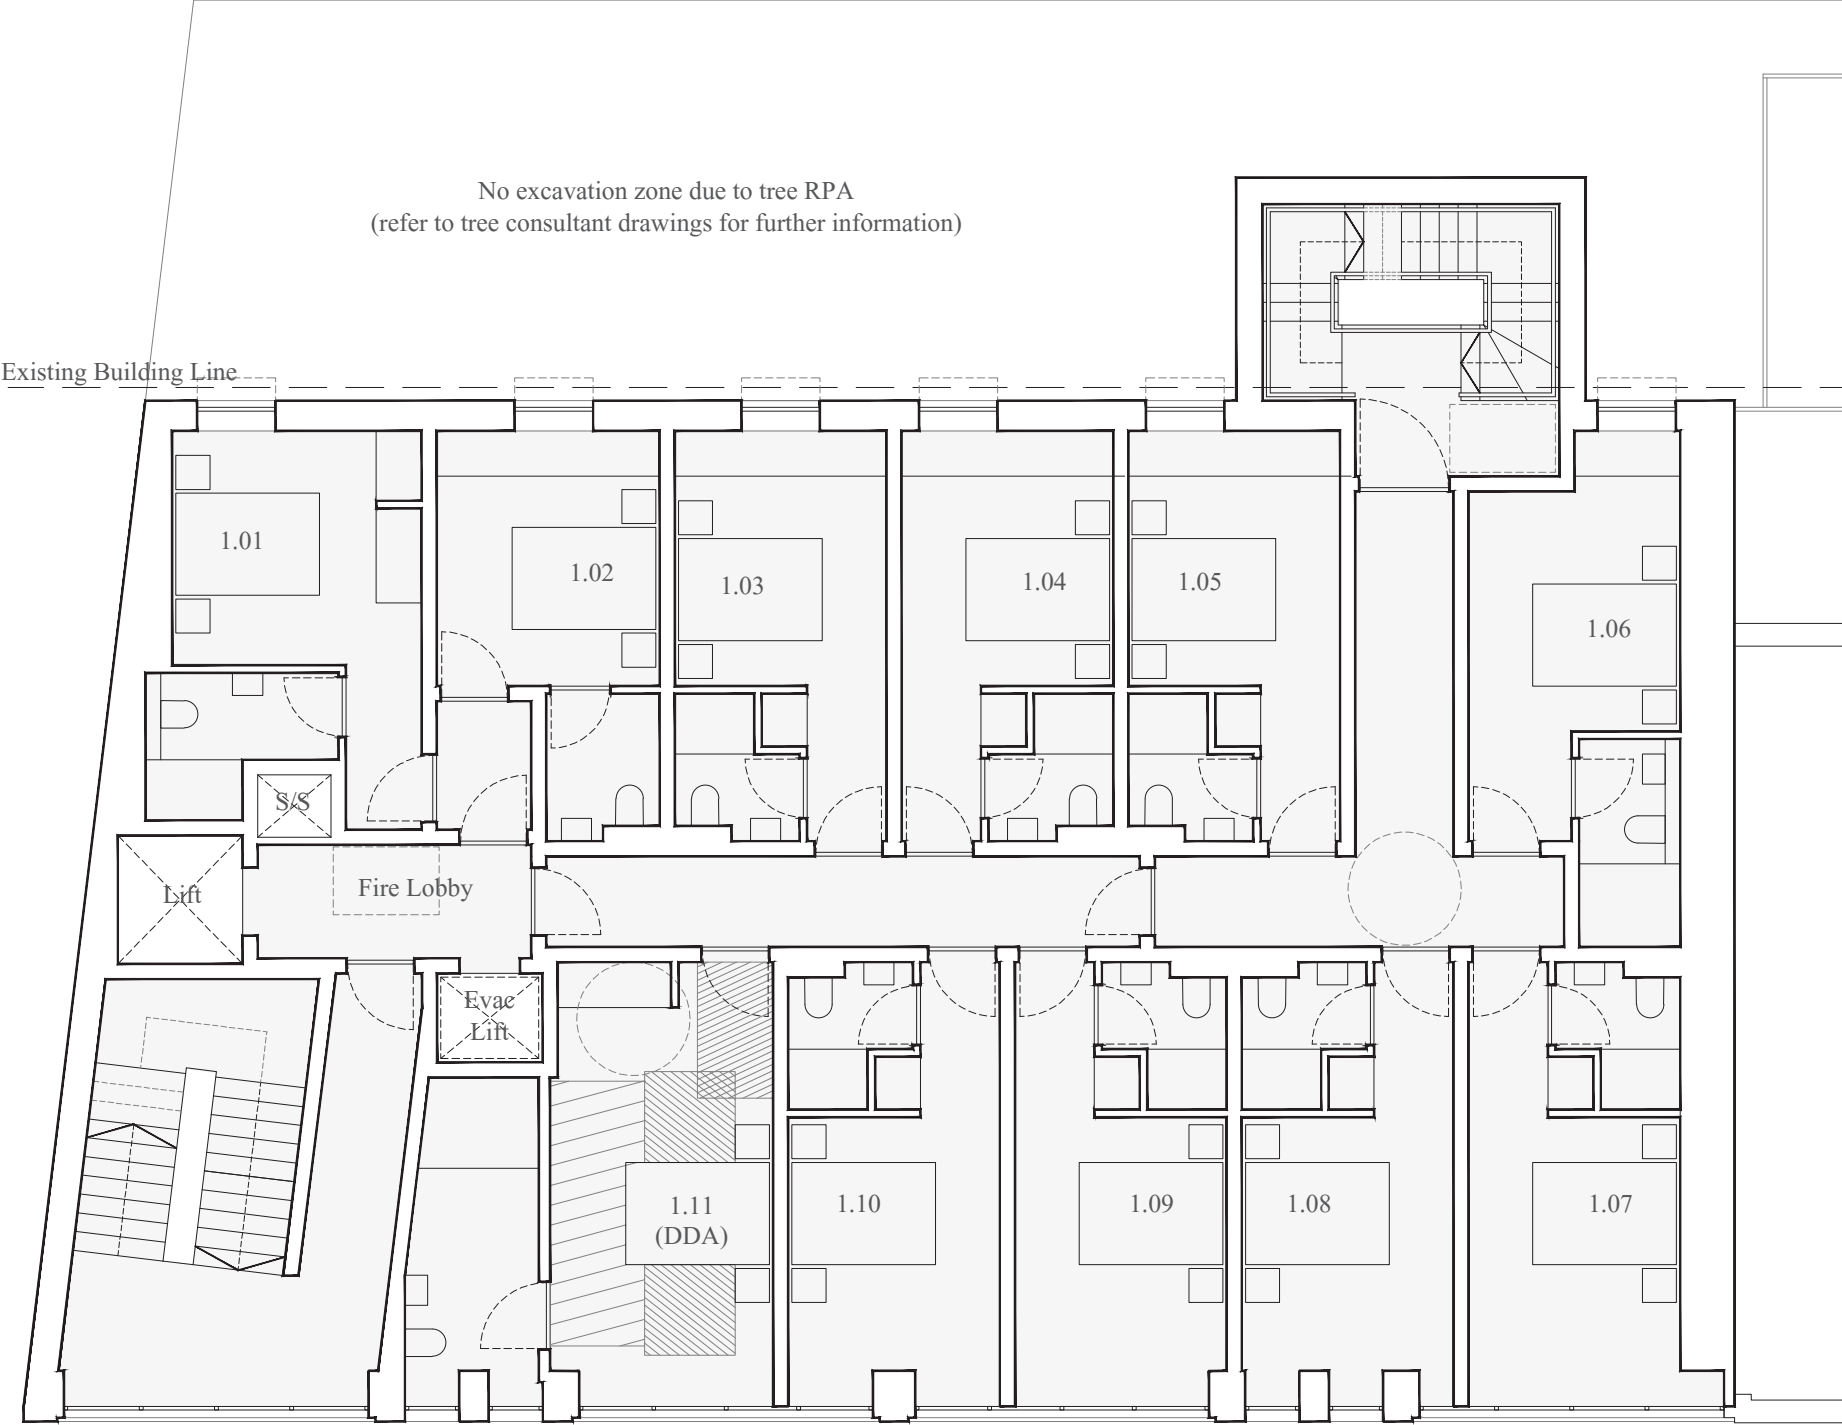 No excavation zone due to tree RPA
(refer to tree consultant drawings for further information)
Existing Building Line
1.01
1.02
1.03
1.04
1.05
1.06
S/S
Lift
Fire Lobby
Evac
Lift
1.11
(DDA)
1.10
1.09
1.08
1.07